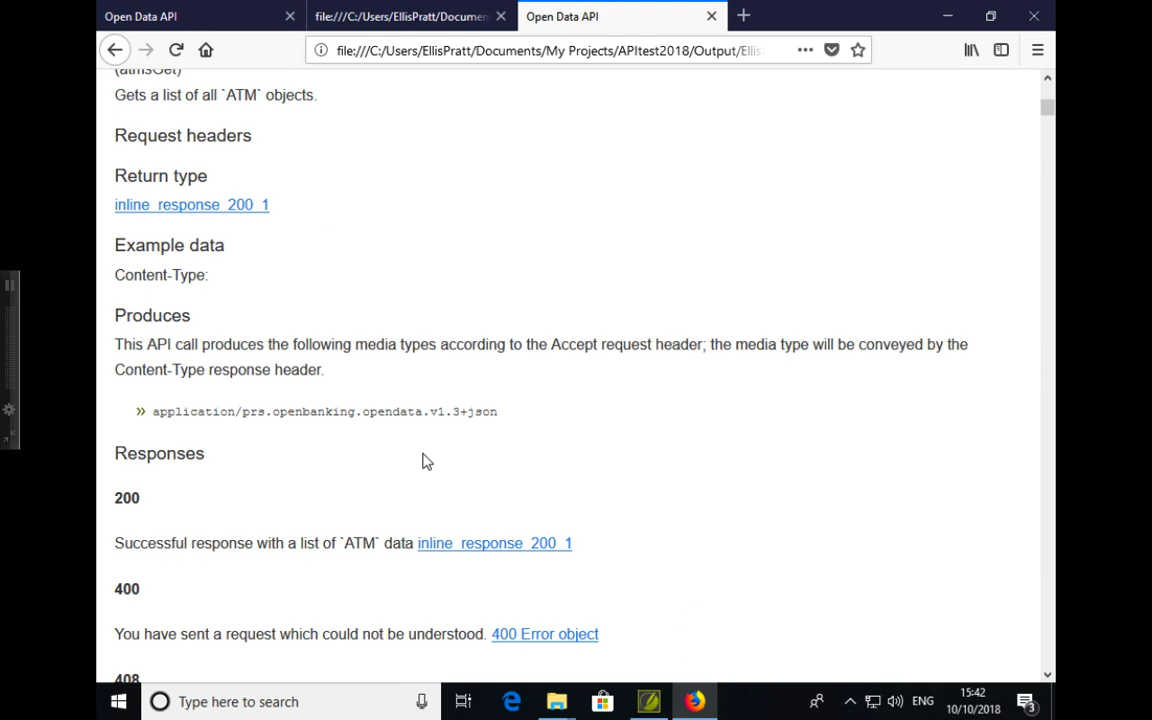 Open Data API
file:///C:/Users/EllisPratt/Documen
Open Data API
file:///C:/Users/EllisPratt/Documents/My Projects/APItest2018/Output/Ellis
(atmsGet)
Gets a list of all `ATM` objects.
Request headers
Return type
inline_response_200_1
Example data
Content-Type:
Produces
This API call produces the following media types according to the Accept request header; the media type will be conveyed by the
Content-Type response header.
» application/prs.openbanking.opendata.v1.3+json
Responses
200
Successful response with a list of `ATM` data inline_response_200_1
400
You have sent a request which could not be understood. 400 Error object
408
Type here to search
ENG
15:42
10/10/2018
3